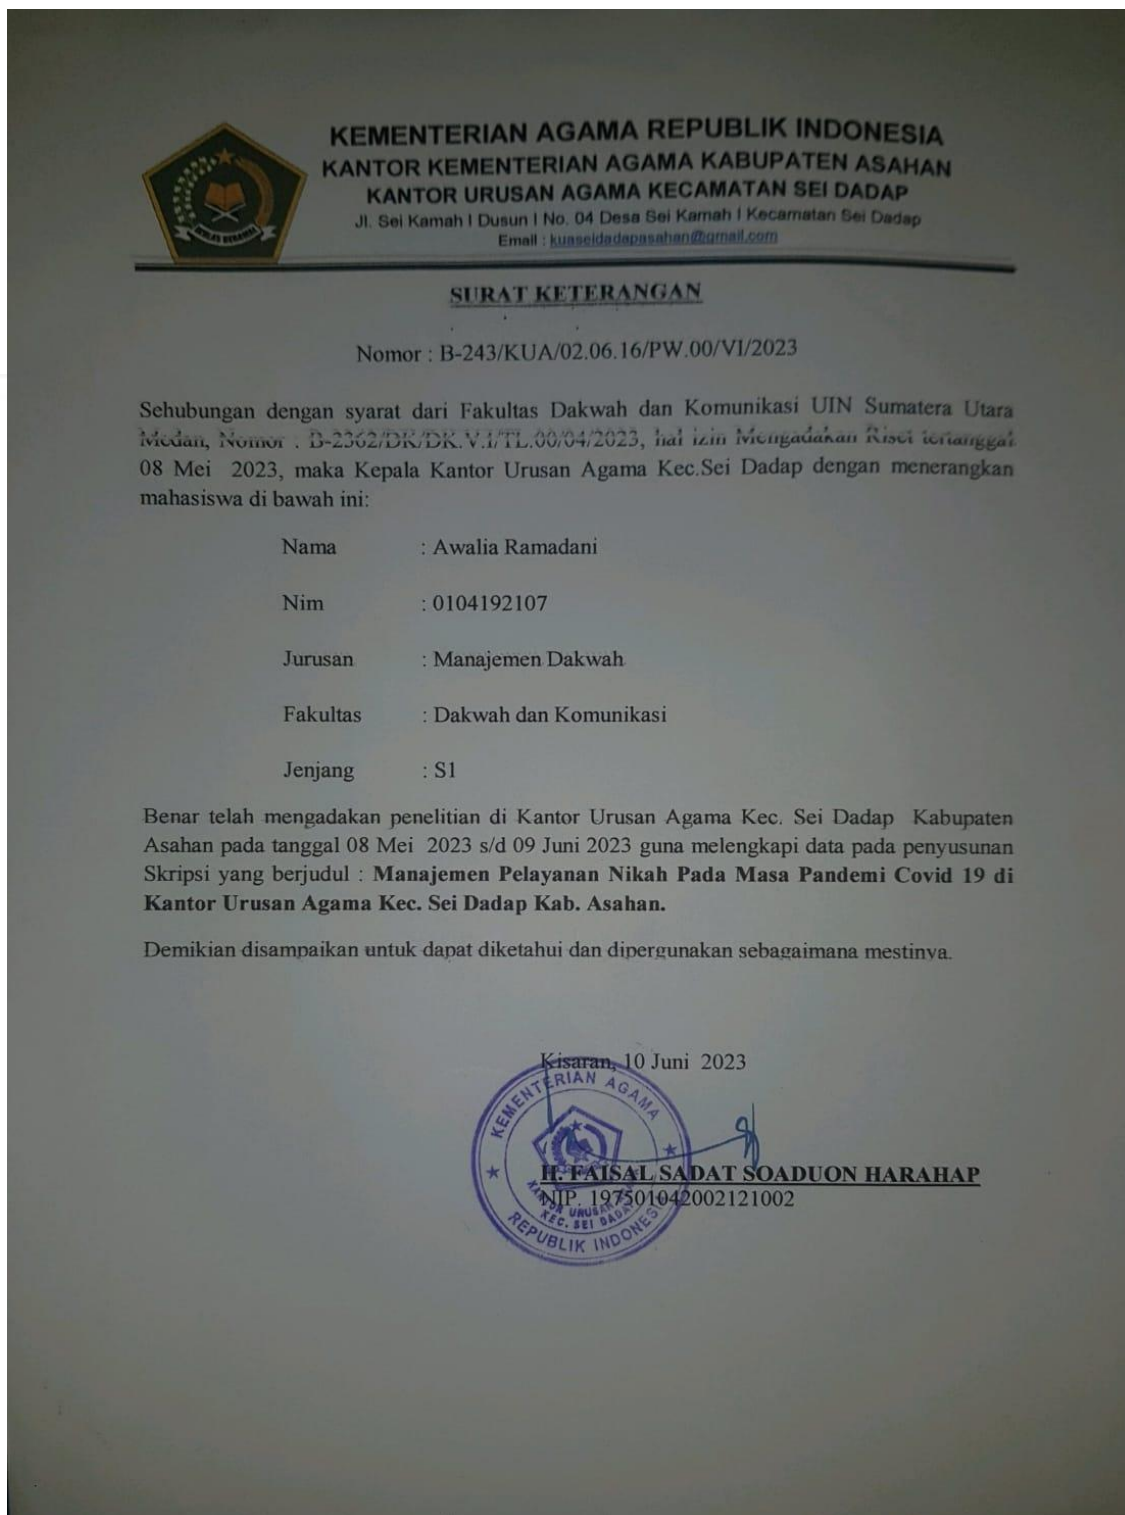 KEMENTERIAN AGAMA REPUBLIK INDONESIA
KANTOR KEMENTERIAN AGAMA KABUPATEN ASAHAN
KANTOR URUSAN AGAMA KECAMATAN SEI DADAP
Jl. Sei Kamah I Dusun I No. 04 Desa Sei Kamah I Kecamatan Sei Dadap
Email : kuaseidadapasahan@gmail.com
IKHLAS BERAMAL
SURAT KETERANGAN
Nomor : B-243/KUA/02.06.16/PW.00/VI/2023
Sehubungan dengan syarat dari Fakultas Dakwah dan Komunikasi UIN Sumatera Utara
Medan, Nomor : B-2362/DK/DK.V.1/TL.00/04/2023, hal izin Mengadakan Riset tertanggal
08 Mei 2023, maka Kepala Kantor Urusan Agama Kec.Sei Dadap dengan menerangkan
mahasiswa di bawah ini:
Nama : Awalia Ramadani
Nim : 0104192107
Jurusan : Manajemen Dakwah
Fakultas : Dakwah dan Komunikasi
Jenjang : S1
Benar telah mengadakan penelitian di Kantor Urusan Agama Kec. Sei Dadap Kabupaten
Asahan pada tanggal 08 Mei 2023 s/d 09 Juni 2023 guna melengkapi data pada penyusunan
Skripsi yang berjudul : Manajemen Pelayanan Nikah Pada Masa Pandemi Covid 19 di
Kantor Urusan Agama Kec. Sei Dadap Kab. Asahan.
Demikian disampaikan untuk dapat diketahui dan dipergunakan sebagaimana mestinya.
Kisaran, 10 Juni 2023
KEMENTERIAN AGAMA
KANTOR URUSAN AGAMA
KEC. SEI DADAP
REPUBLIK INDONESIA
H. FAISAL SADAT SOADUON HARAHAP
NIP. 197501042002121002